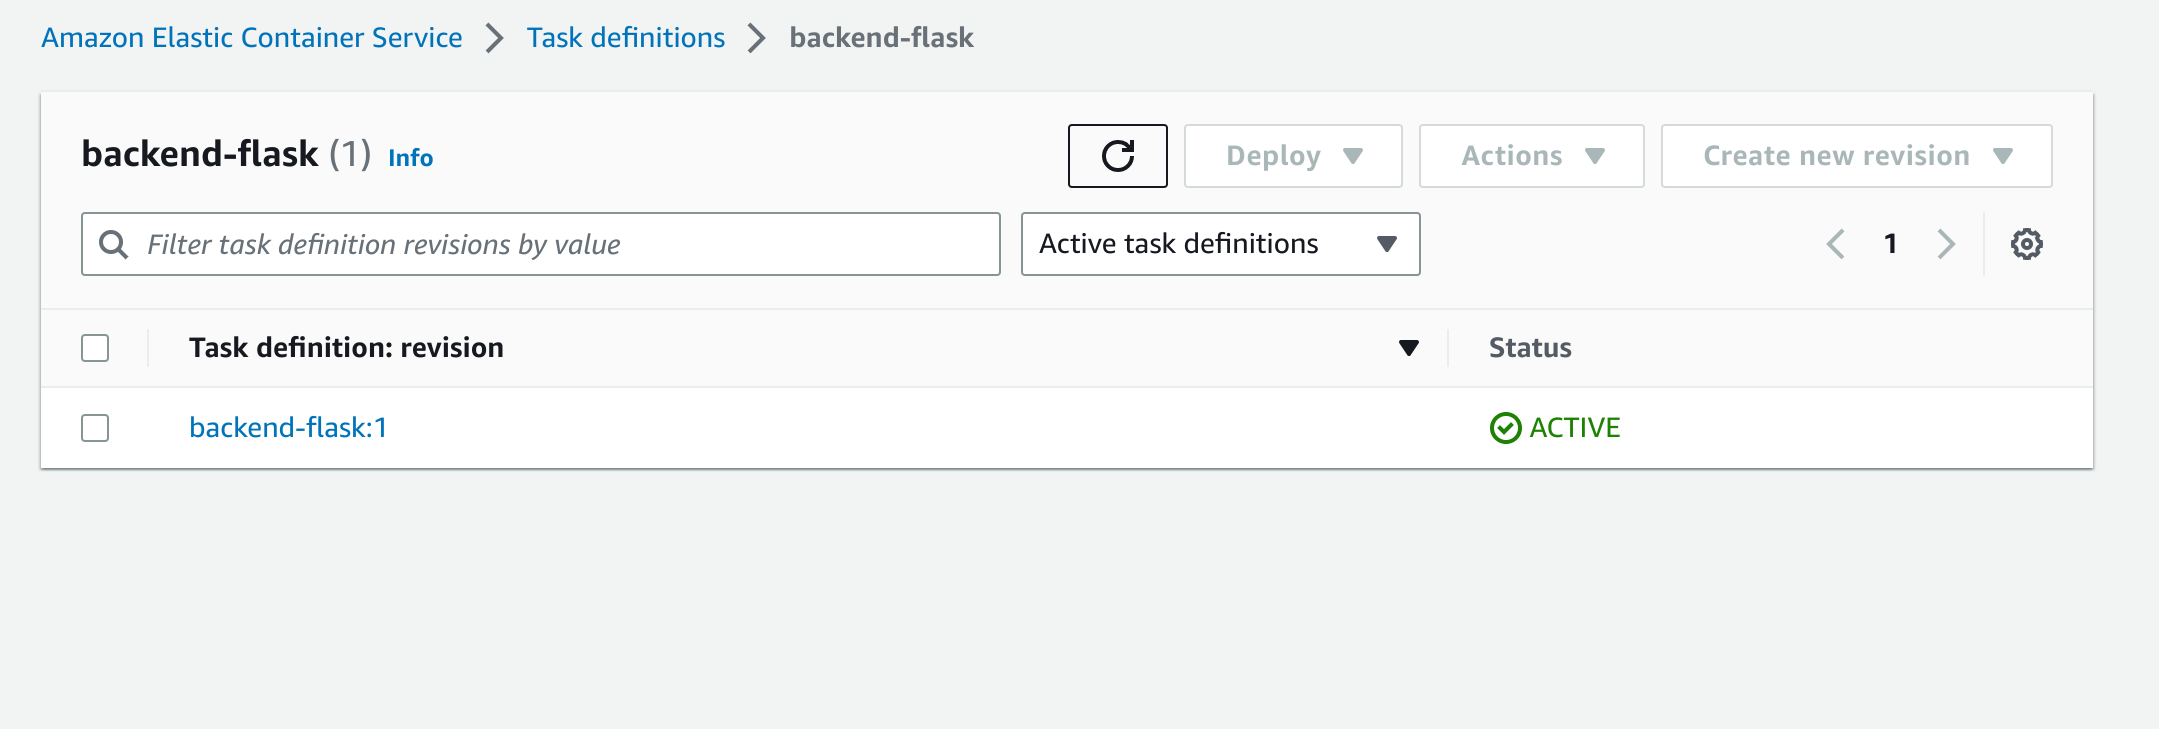 Amazon Elastic Container Service > Task definitions > backend-flask
backend-flask (1) Info
Deploy
Actions
Create new revision
Filter task definition revisions by value
Active task definitions
1
Task definition: revision
Status
backend-flask:1
ACTIVE